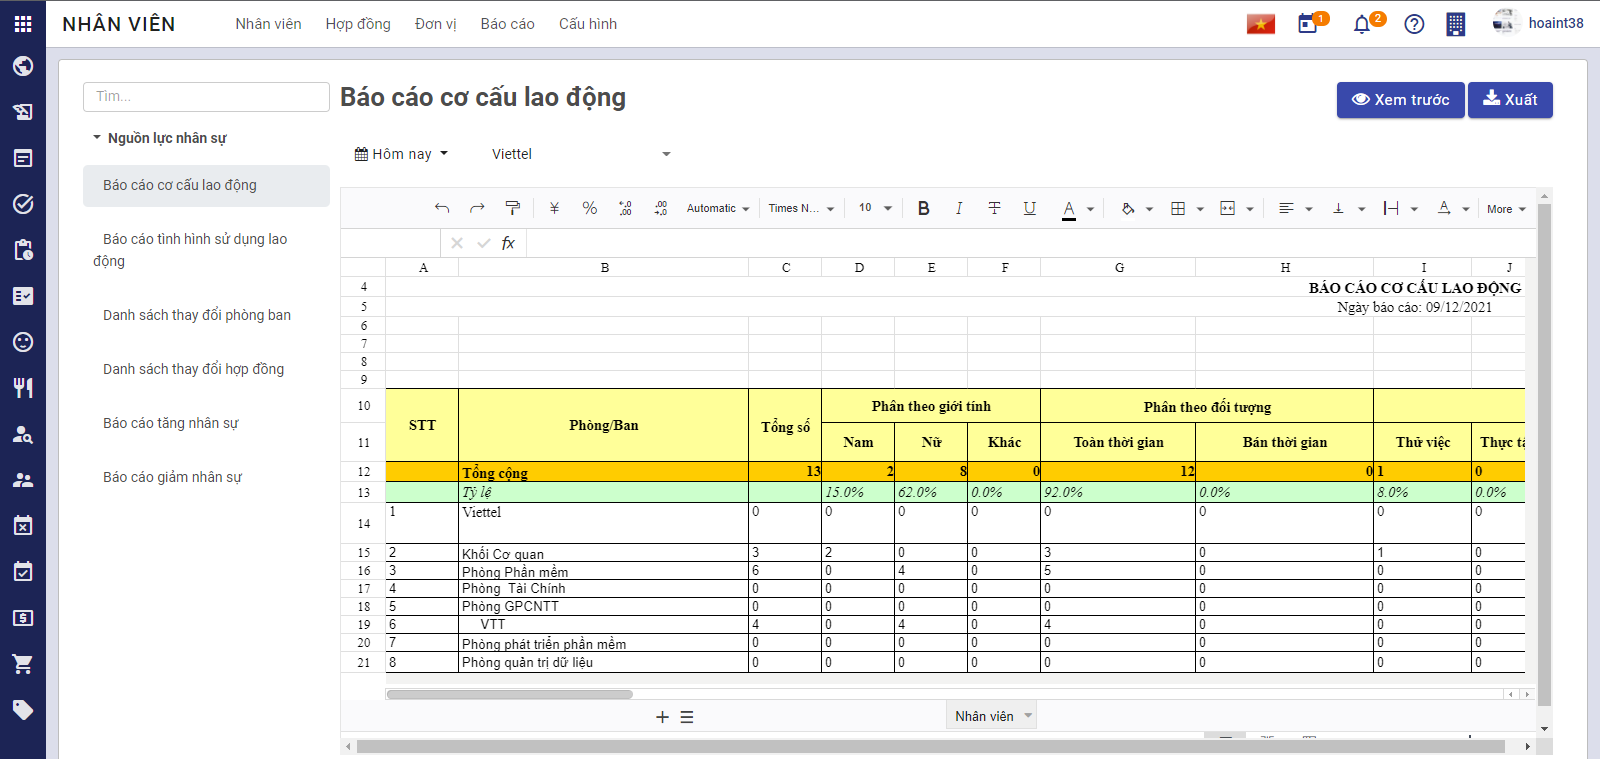 NHÂN VIÊN Nhân viên Hợp đồng Đơn vị Báo cáo Cấu hình 1 2 hoaint38
Tìm...
Báo cáo cơ cấu lao động
Xem trước Xuất
Nguồn lực nhân sự
Báo cáo cơ cấu lao động
Báo cáo tình hình sử dụng lao
động
Danh sách thay đổi phòng ban
Danh sách thay đổi hợp đồng
Báo cáo tăng nhân sự
Báo cáo giảm nhân sự
Hôm nay Viettel
¥ % Automatic Times N... 10 B I T U A A More
fx
A B C D E F G H I J
4 BÁO CÁO CƠ CẤU LAO ĐỘNG
5 Ngày báo cáo: 09/12/2021
6
7
8
9
10 STT Phòng/Ban Tổng số Phân theo giới tính Phân theo đối tượng
11 Nam Nữ Khác Toàn thời gian Bán thời gian Thử việc
12 Tổng cộng 13 2 8 0 12 0 1 0
13 Tỷ lệ 15.0% 62.0% 0.0% 92.0% 0.0% 8.0% 0.0%
14 1 Viettel 0 0 0 0 0 0 0 0
15 2 Khối Cơ quan 3 2 0 0 3 0 1 0
16 3 Phòng Phần mềm 6 0 4 0 5 0 0 0
17 4 Phòng Tài Chính 0 0 0 0 0 0 0 0
18 5 Phòng GPCNTT 0 0 0 0 0 0 0 0
19 6 VTT 4 0 4 0 4 0 0 0
20 7 Phòng phát triển phần mềm 0 0 0 0 0 0 0 0
21 8 Phòng quản trị dữ liệu 0 0 0 0 0 0 0 0
Nhân viên